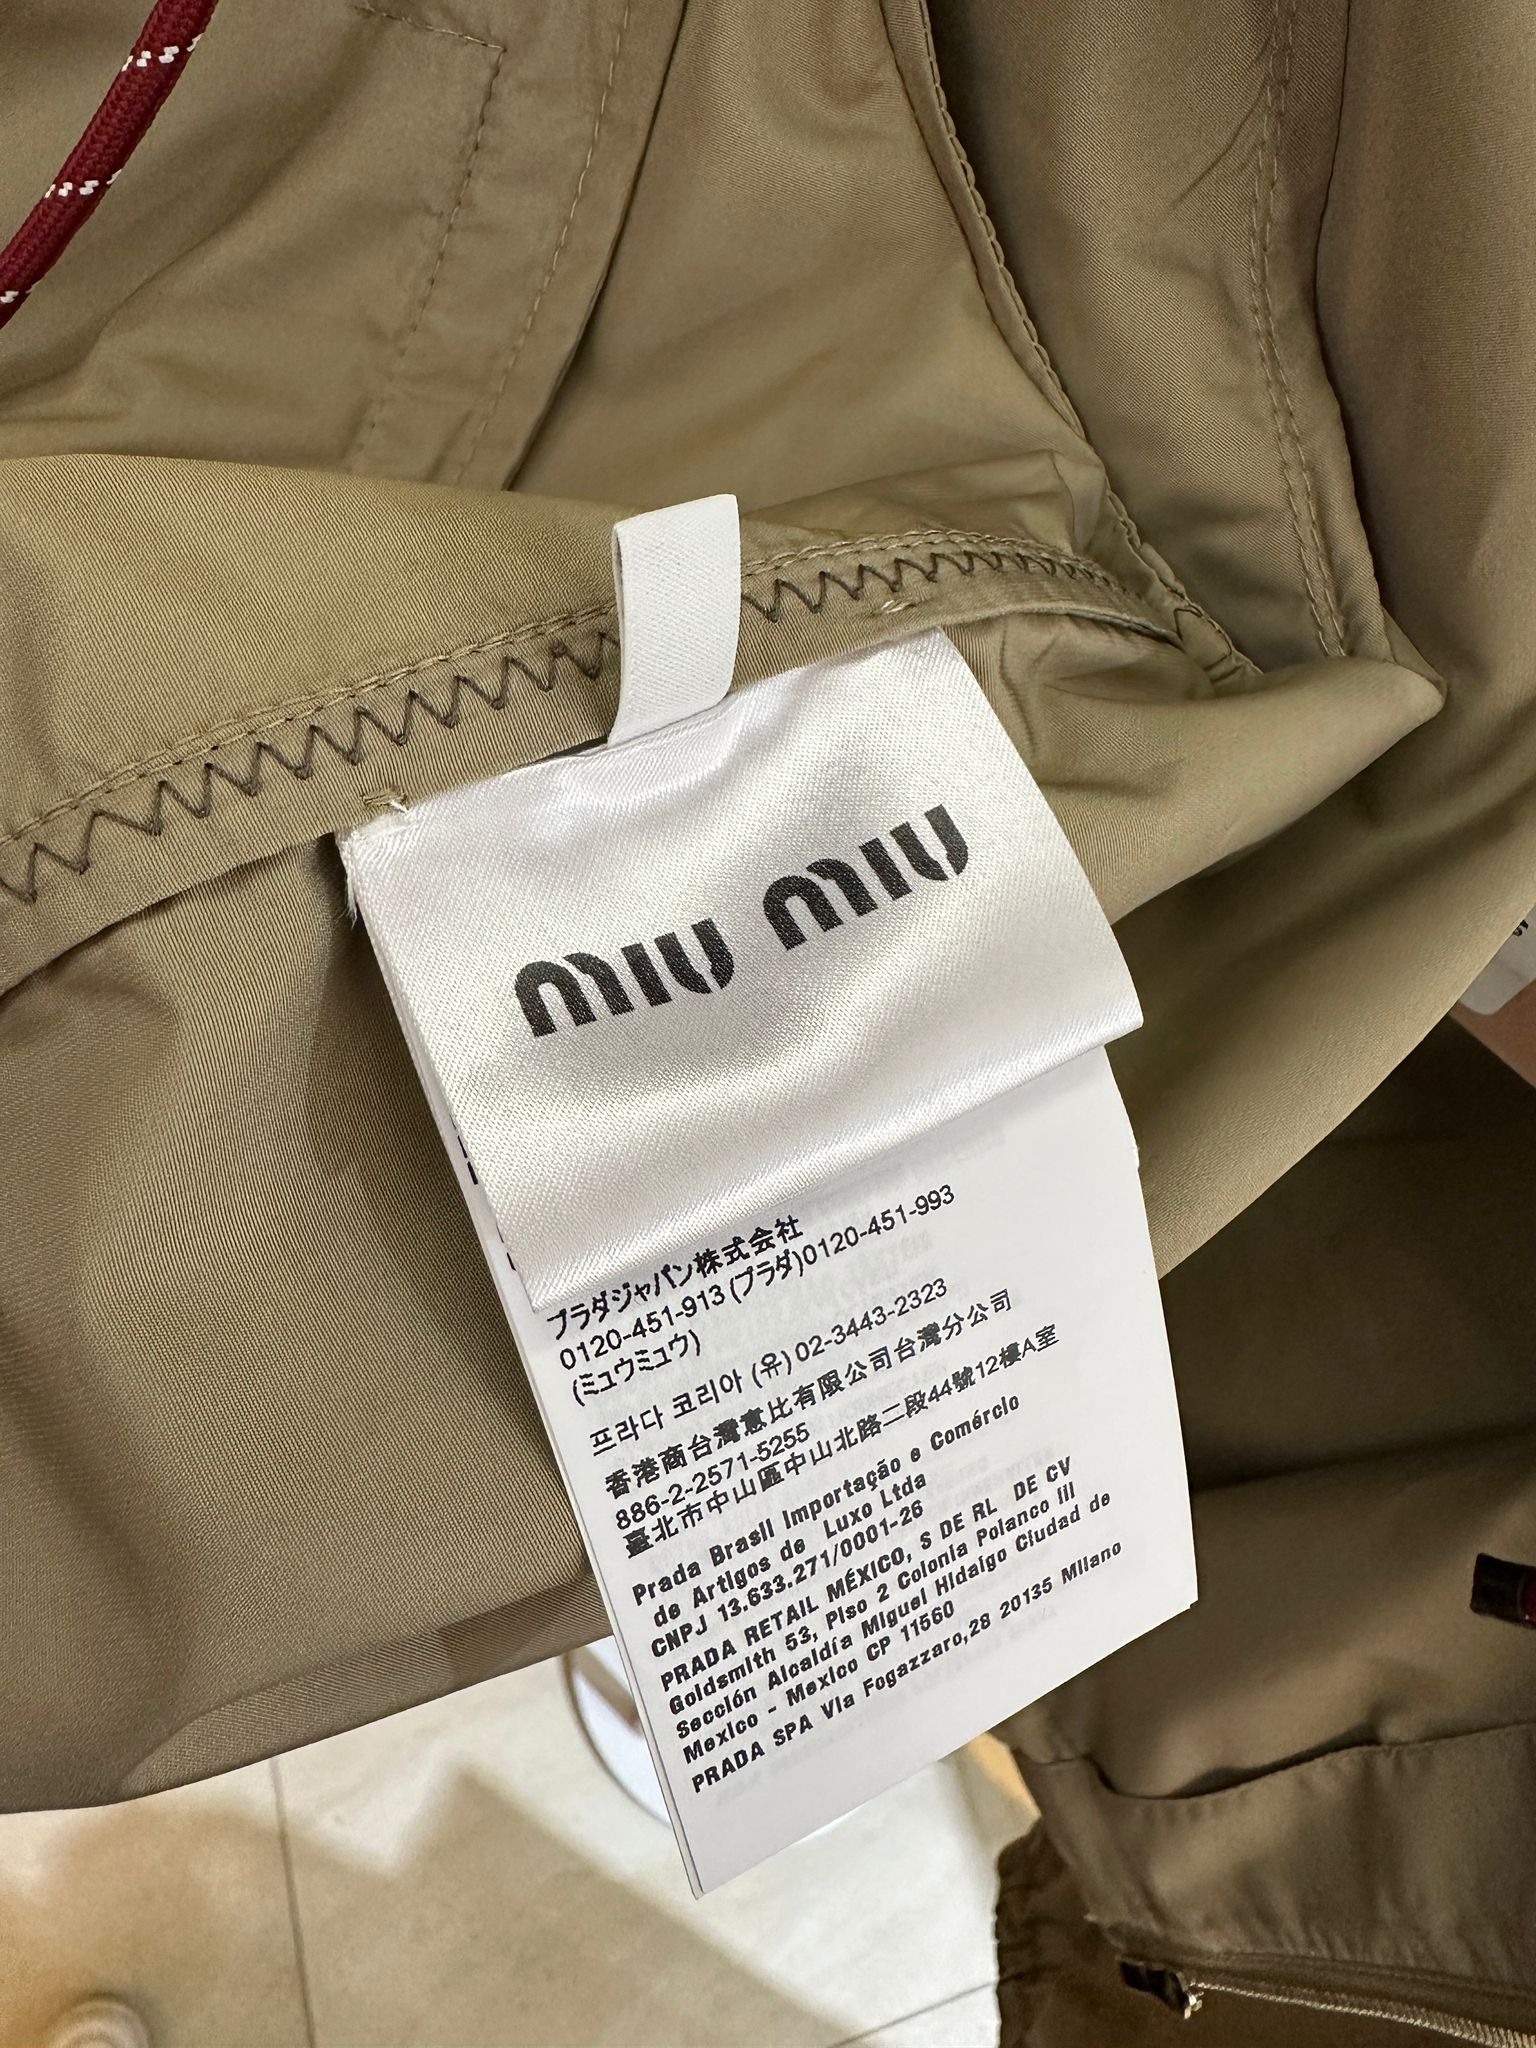 MIU MIU
プラダジャパン株式会社
0120-451-913 (プラダ)0120-451-993
(ミュウミュウ)
프라다 코리아 (유) 02-3443-2323
香港商台灣意比有限公司台灣分公司
886-2-2571-5255
臺北市中山區中山北路二段44號12樓A室
Prada Brasil Importação e Comércio
de Artigos de Luxo Ltda
CNPJ 13.633.271/0001-26
PRADA RETAIL MÉXICO, S DE RL DE CV
Goldsmith 53, Piso 2 Colonia Polanco III
Sección Alcaldía Miguel Hidalgo Ciudad de
Mexico - Mexico CP 11560
PRADA SPA Via Fogazzaro,28 20135 Milano